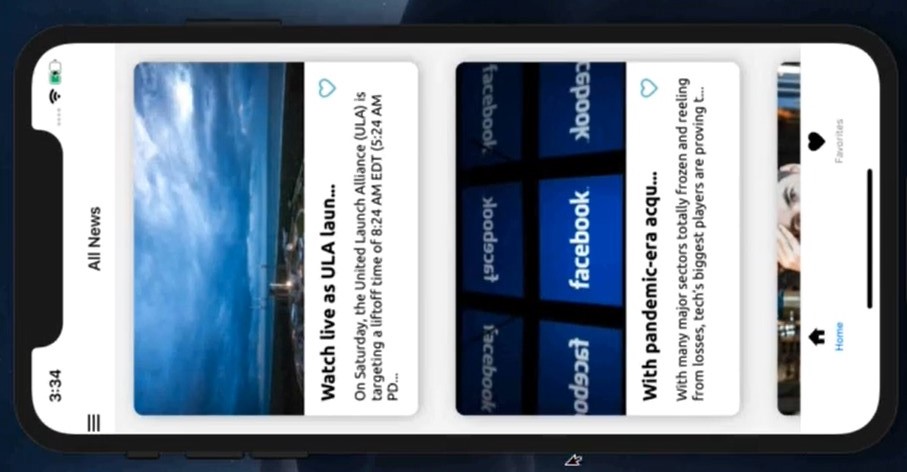 3:34
All News
facebook.
facebook
facebook
Watch live as ULA laun...
On Saturday, the United Launch Alliance (ULA) is
targeting a liftoff time of 8:24 AM EDT (5:24 AM
PD...
cebook
facebook.
facebo
With pandemic-era acqu...
With many major sectors totally frozen and reeling
from losses, tech's biggest players are proving t...
Home
Favorites